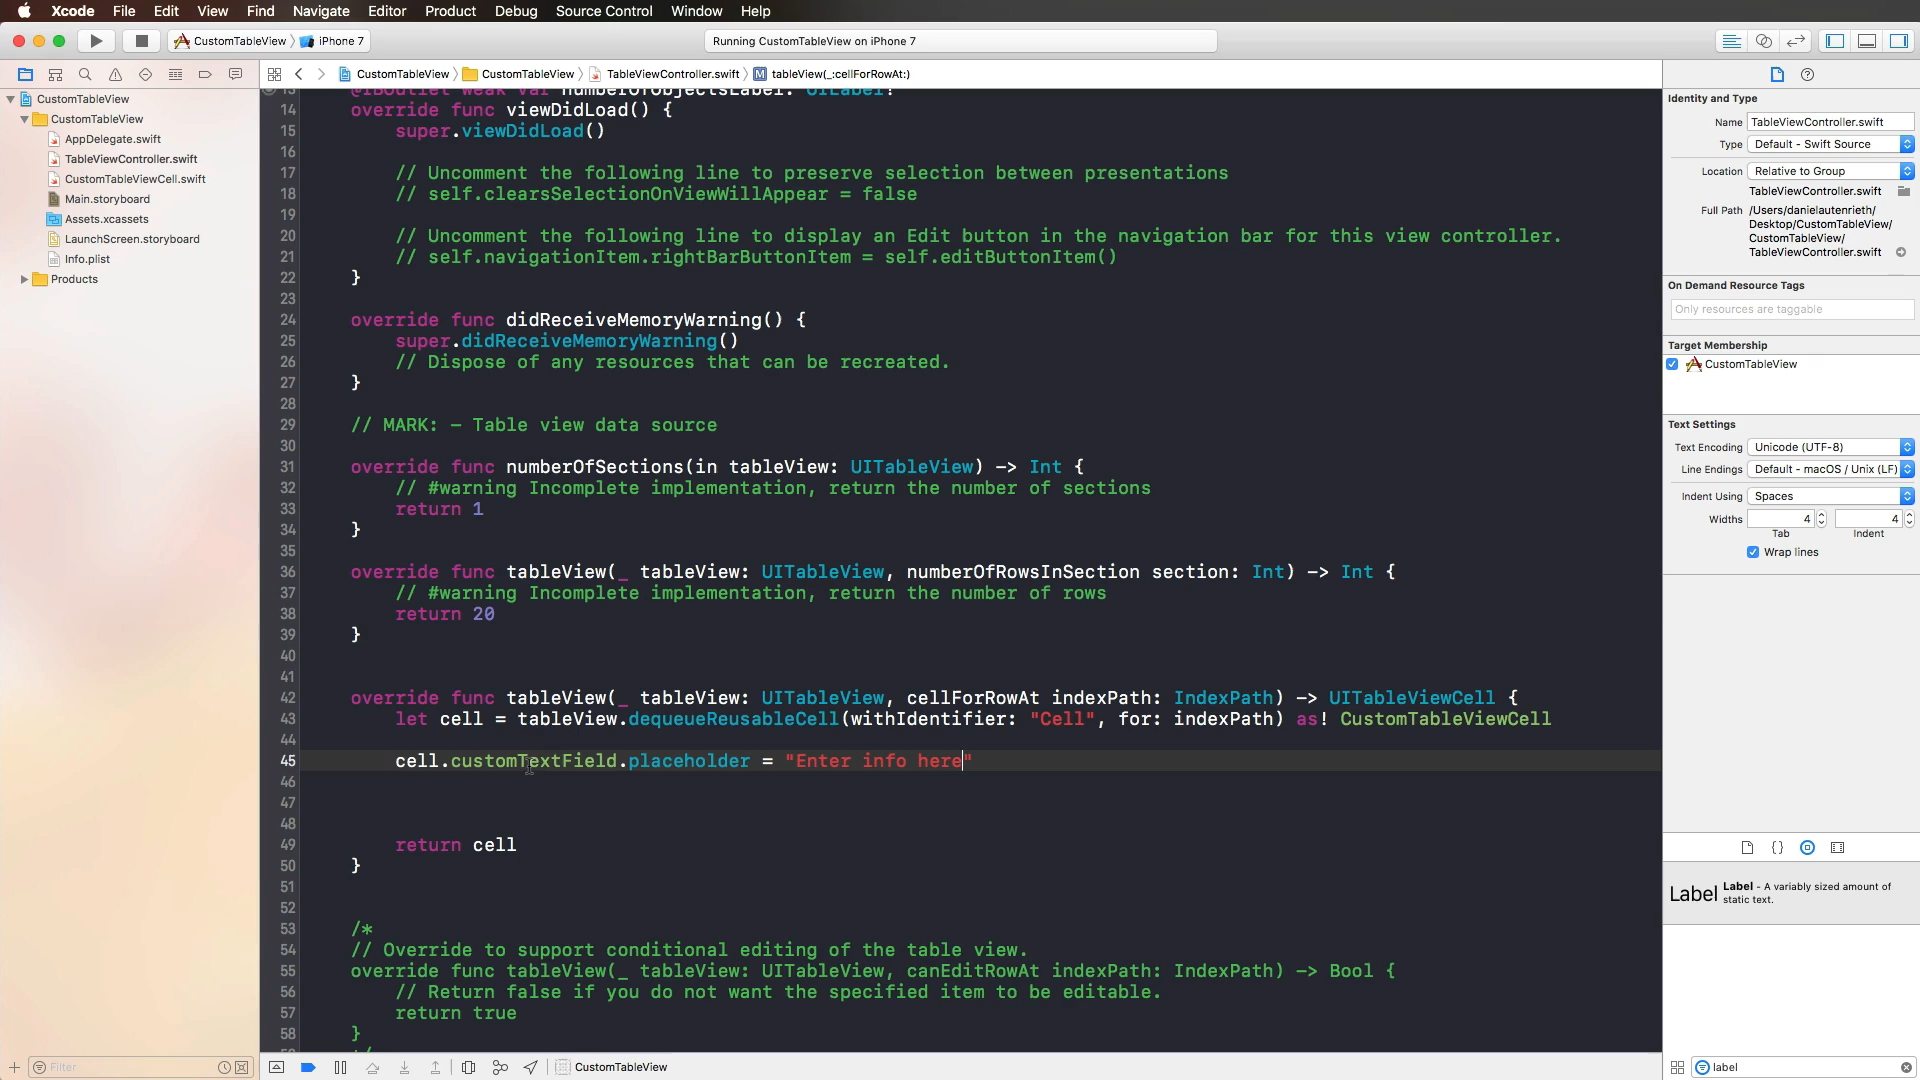 Xcode File Edit View Find Navigate Editor Product Debug Source Control Window Help
CustomTableView iPhone 7
Running CustomTableView on iPhone 7
CustomTableView CustomTableView TableViewController.swift M tableView(_:cellForRowAt:)
CustomTableView
CustomTableView
AppDelegate.swift
TableViewController.swift
CustomTableViewCell.swift
Main.storyboard
Assets.xcassets
LaunchScreen.storyboard
Info.plist
Products
Filter
13 @IBOutlet weak var numberOfObjectsLabel: UILabel!
14 override func viewDidLoad() {
15 super.viewDidLoad()
16
17 // Uncomment the following line to preserve selection between presentations
18 // self.clearsSelectionOnViewWillAppear = false
19
20 // Uncomment the following line to display an Edit button in the navigation bar for this view controller.
21 // self.navigationItem.rightBarButtonItem = self.editButtonItem()
22 }
23
24 override func didReceiveMemoryWarning() {
25 super.didReceiveMemoryWarning()
26 // Dispose of any resources that can be recreated.
27 }
28
29 // MARK: - Table view data source
30
31 override func numberOfSections(in tableView: UITableView) -> Int {
32 // #warning Incomplete implementation, return the number of sections
33 return 1
34 }
35
36 override func tableView(_ tableView: UITableView, numberOfRowsInSection section: Int) -> Int {
37 // #warning Incomplete implementation, return the number of rows
38 return 20
39 }
40
41
42 override func tableView(_ tableView: UITableView, cellForRowAt indexPath: IndexPath) -> UITableViewCell {
43 let cell = tableView.dequeueReusableCell(withIdentifier: "Cell", for: indexPath) as! CustomTableViewCell
44
45 cell.customTextField.placeholder = "Enter info here"
46
47
48
49 return cell
50 }
51
52
53 /*
54 // Override to support conditional editing of the table view.
55 override func tableView(_ tableView: UITableView, canEditRowAt indexPath: IndexPath) -> Bool {
56 // Return false if you do not want the specified item to be editable.
57 return true
58 }
CustomTableView
Identity and Type
Name TableViewController.swift
Type Default - Swift Source
Location Relative to Group
TableViewController.swift
Full Path /Users/danielautenrieth/
Desktop/CustomTableView/
CustomTableView/
TableViewController.swift
On Demand Resource Tags
Only resources are taggable
Target Membership
CustomTableView
Text Settings
Text Encoding Unicode (UTF-8)
Line Endings Default - macOS / Unix (LF)
Indent Using Spaces
Widths 4 4
Tab Indent
Wrap lines
{}
Label Label - A variably sized amount of
static text.
label